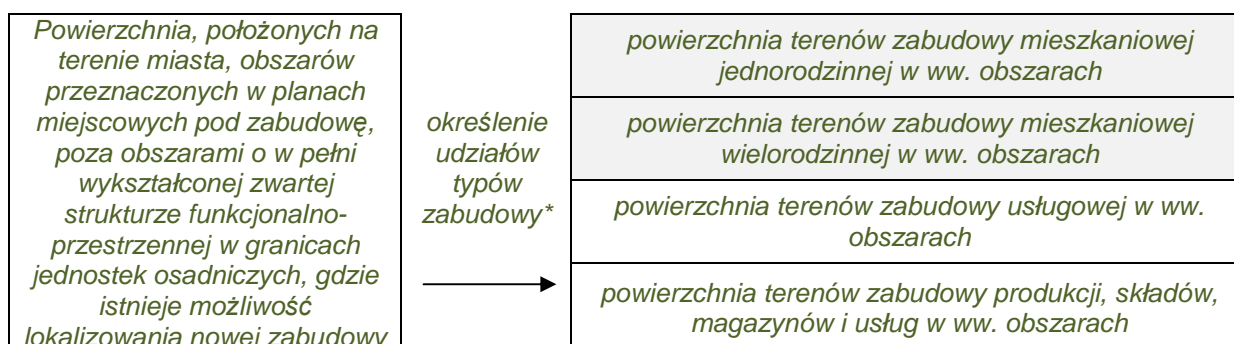 Powierzchnia, położonych na
terenie miasta, obszarów
przeznaczonych w planach
miejscowych pod zabudowę,
poza obszarami o w pełni
wykształconej zwartej
strukturze funkcjonalno-
przestrzennej w granicach
jednostek osadniczych, gdzie
istnieje możliwość
lokalizowania nowej zabudowy
określenie
udziałów
typów
zabudowy*
powierzchnia terenów zabudowy mieszkaniowej
jednorodzinnej w ww. obszarach
powierzchnia terenów zabudowy mieszkaniowej
wielorodzinnej w ww. obszarach
powierzchnia terenów zabudowy usługowej w ww.
obszarach
powierzchnia terenów zabudowy produkcji, składów,
magazynów i usług w ww. obszarach